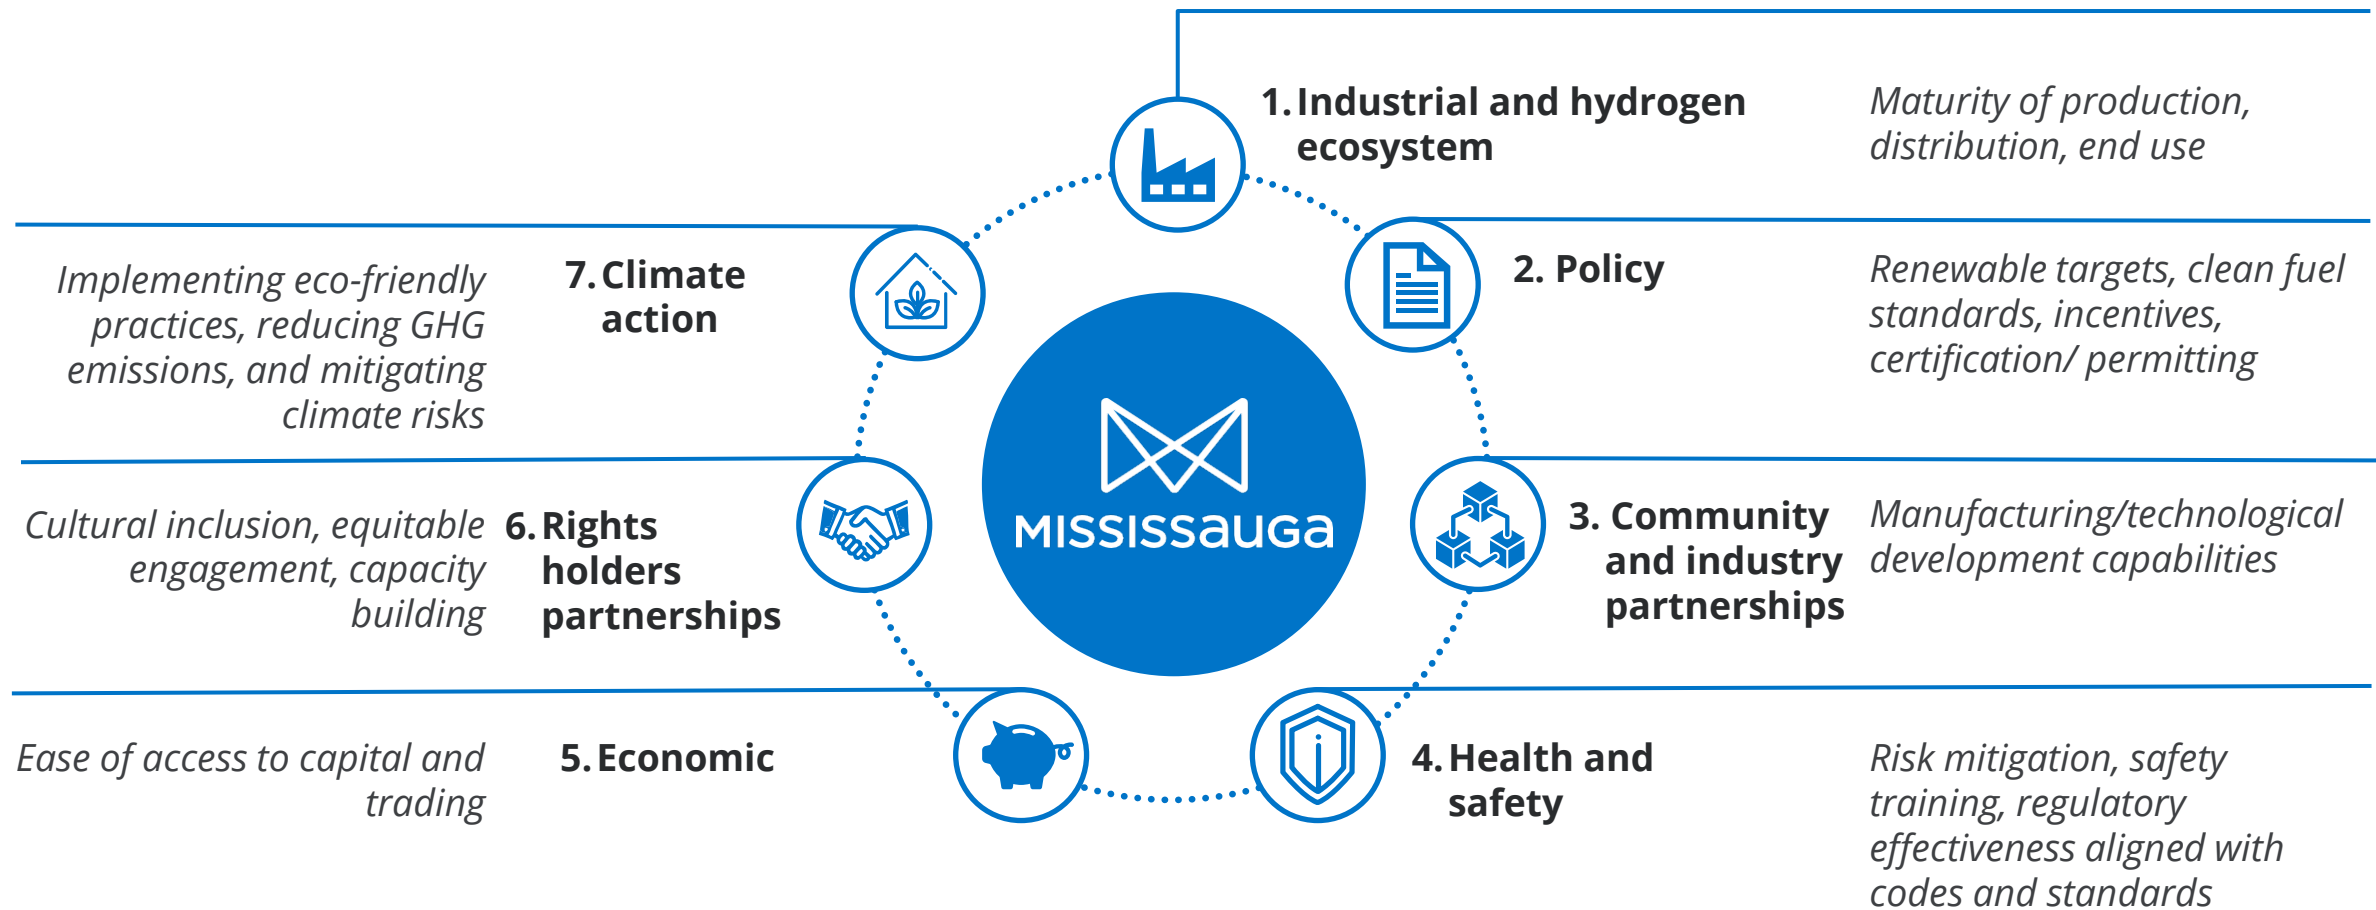 1. Industrial and hydrogen
ecosystem
Maturity of production,
distribution, end use
2. Policy
Renewable targets, clean fuel
standards, incentives,
certification/ permitting
3. Community
and industry
partnerships
Manufacturing/technological
development capabilities
4. Health and
safety
Risk mitigation, safety
training, regulatory
effectiveness aligned with
codes and standards
5. Economic
Ease of access to capital and
trading
6. Rights
holders
partnerships
Cultural inclusion, equitable
engagement, capacity
building
7. Climate
action
Implementing eco-friendly
practices, reducing GHG
emissions, and mitigating
climate risks
MISSISSauGa